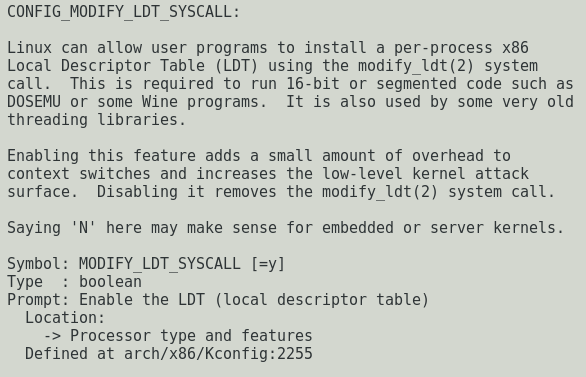 CONFIG_MODIFY_LDT_SYSCALL:

Linux can allow user programs to install a per-process x86
Local Descriptor Table (LDT) using the modify_ldt(2) system
call.  This is required to run 16-bit or segmented code such as
DOSEMU or some Wine programs.  It is also used by some very old
threading libraries.

Enabling this feature adds a small amount of overhead to
context switches and increases the low-level kernel attack
surface.  Disabling it removes the modify_ldt(2) system call.

Saying 'N' here may make sense for embedded or server kernels.

Symbol: MODIFY_LDT_SYSCALL [=y]
Type  : boolean
Prompt: Enable the LDT (local descriptor table)
  Location:
    -> Processor type and features
  Defined at arch/x86/Kconfig:2255